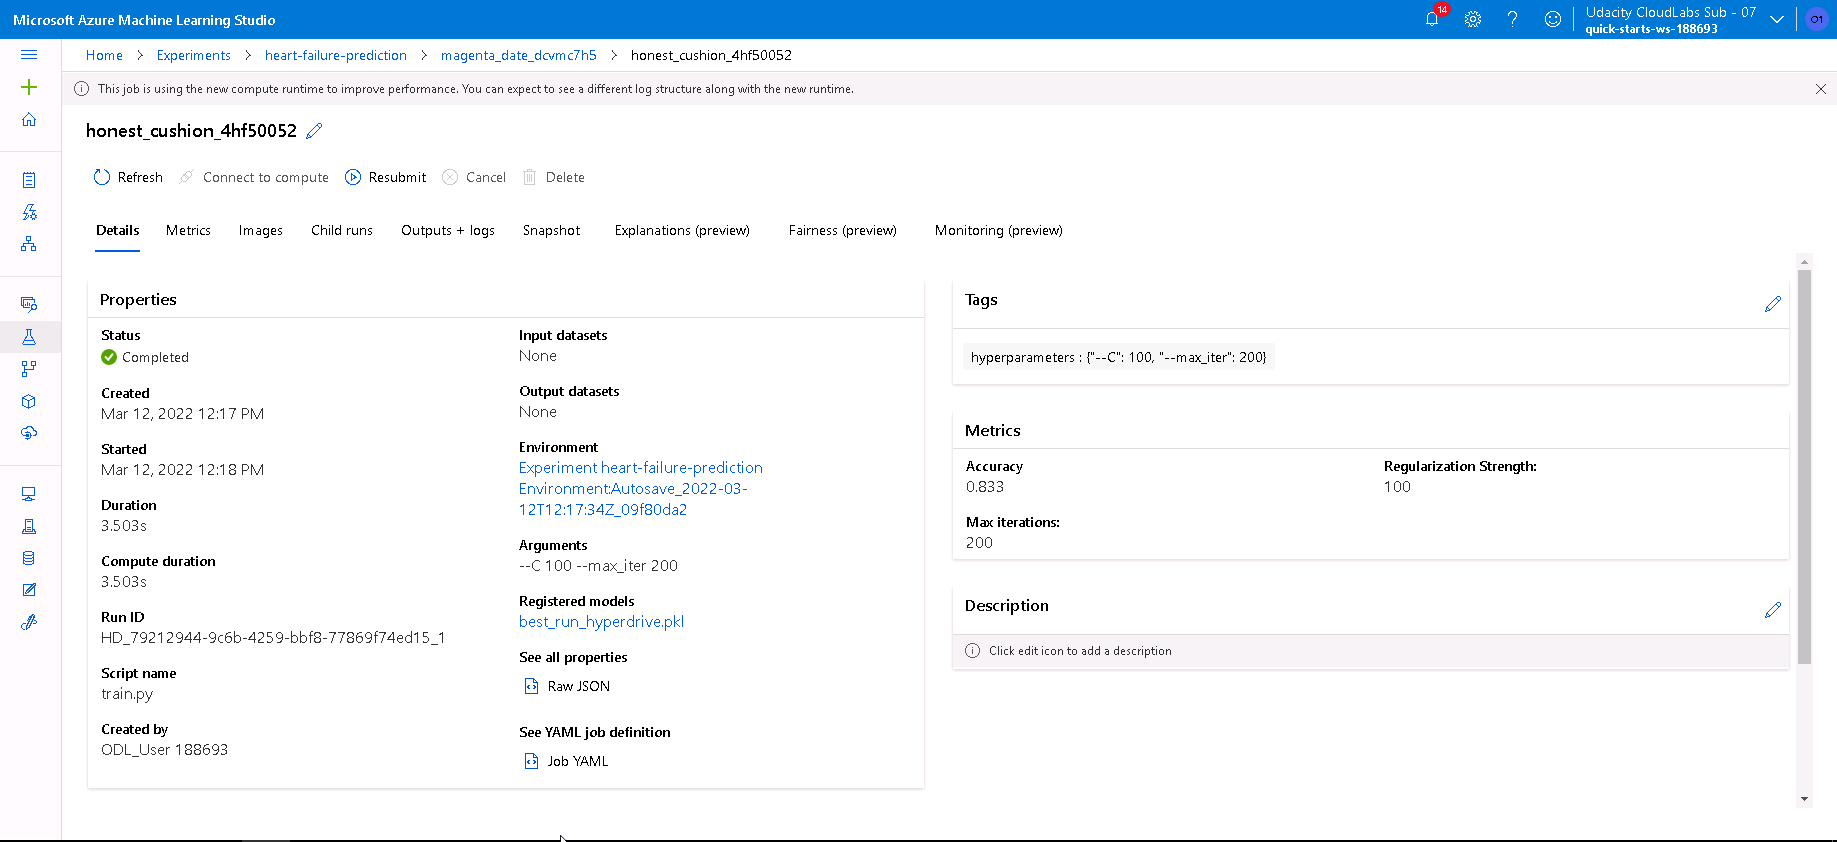 Microsoft Azure Machine Learning Studio
14
Udacity CloudLabs Sub - 07
quick-starts-ws-188693
O1
Home > Experiments > heart-failure-prediction > magenta_date_dcvmc7h5 > honest_cushion_4hf50052
This job is using the new compute runtime to improve performance. You can expect to see a different log structure along with the new runtime.
honest_cushion_4hf50052
Refresh Connect to compute Resubmit Cancel Delete
Details Metrics Images Child runs Outputs + logs Snapshot Explanations (preview) Fairness (preview) Monitoring (preview)
Properties
Status
Completed
Created
Mar 12, 2022 12:17 PM
Started
Mar 12, 2022 12:18 PM
Duration
3.503s
Compute duration
3.503s
Run ID
HD_79212944-9c6b-4259-bbf8-77869f74ed15_1
Script name
train.py
Created by
ODL_User 188693
Input datasets
None
Output datasets
None
Environment
Experiment heart-failure-prediction
Environment:Autosave_2022-03-
12T12:17:34Z_09f80da2
Arguments
--C 100 --max_iter 200
Registered models
best_run_hyperdrive.pkl
See all properties
Raw JSON
See YAML job definition
Job YAML
Tags
hyperparameters : {"--C": 100, "--max_iter": 200}
Metrics
Accuracy
0.833
Regularization Strength:
100
Max iterations:
200
Description
Click edit icon to add a description